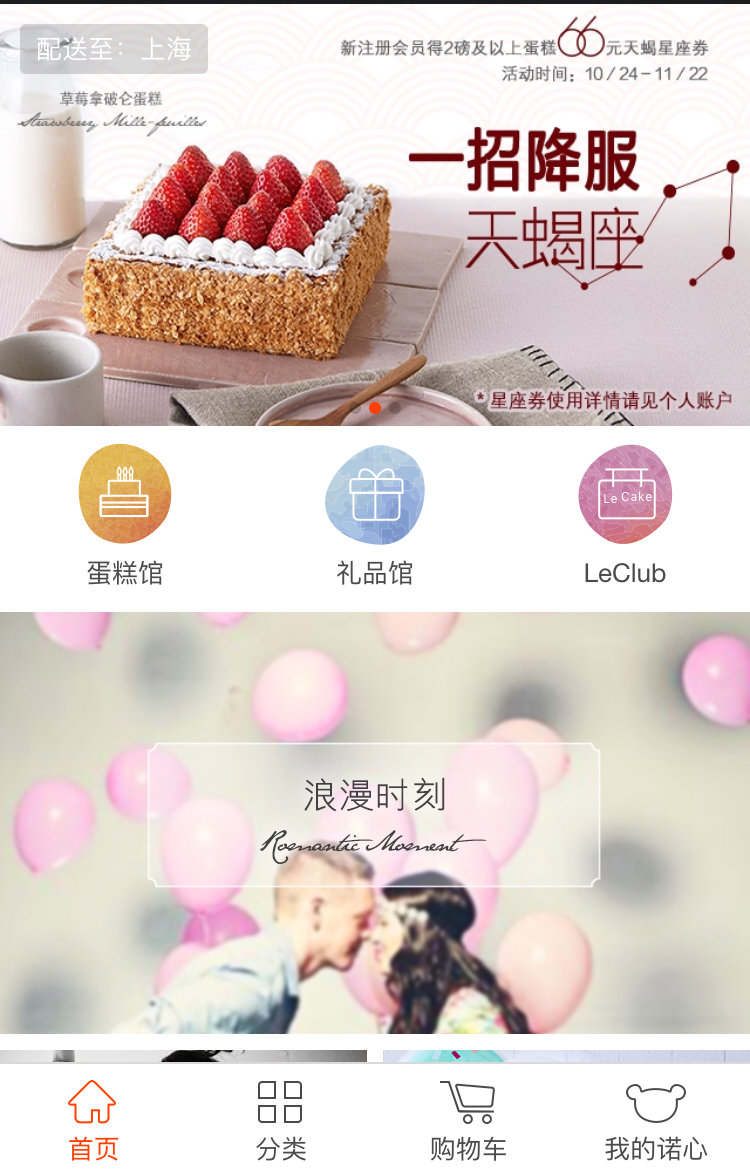 配送至：上海
新注册会员得2磅及以上蛋糕66元天蝎星座券
活动时间：10/24-11/22
草莓拿破仑蛋糕
Strawberry Mille-feuilles
一招降服
天蝎座
* 星座券使用详情请见个人账户
Le Cake
蛋糕馆
礼品馆
LeClub
浪漫时刻
Romantic Moment
首页
分类
购物车
我的诺心